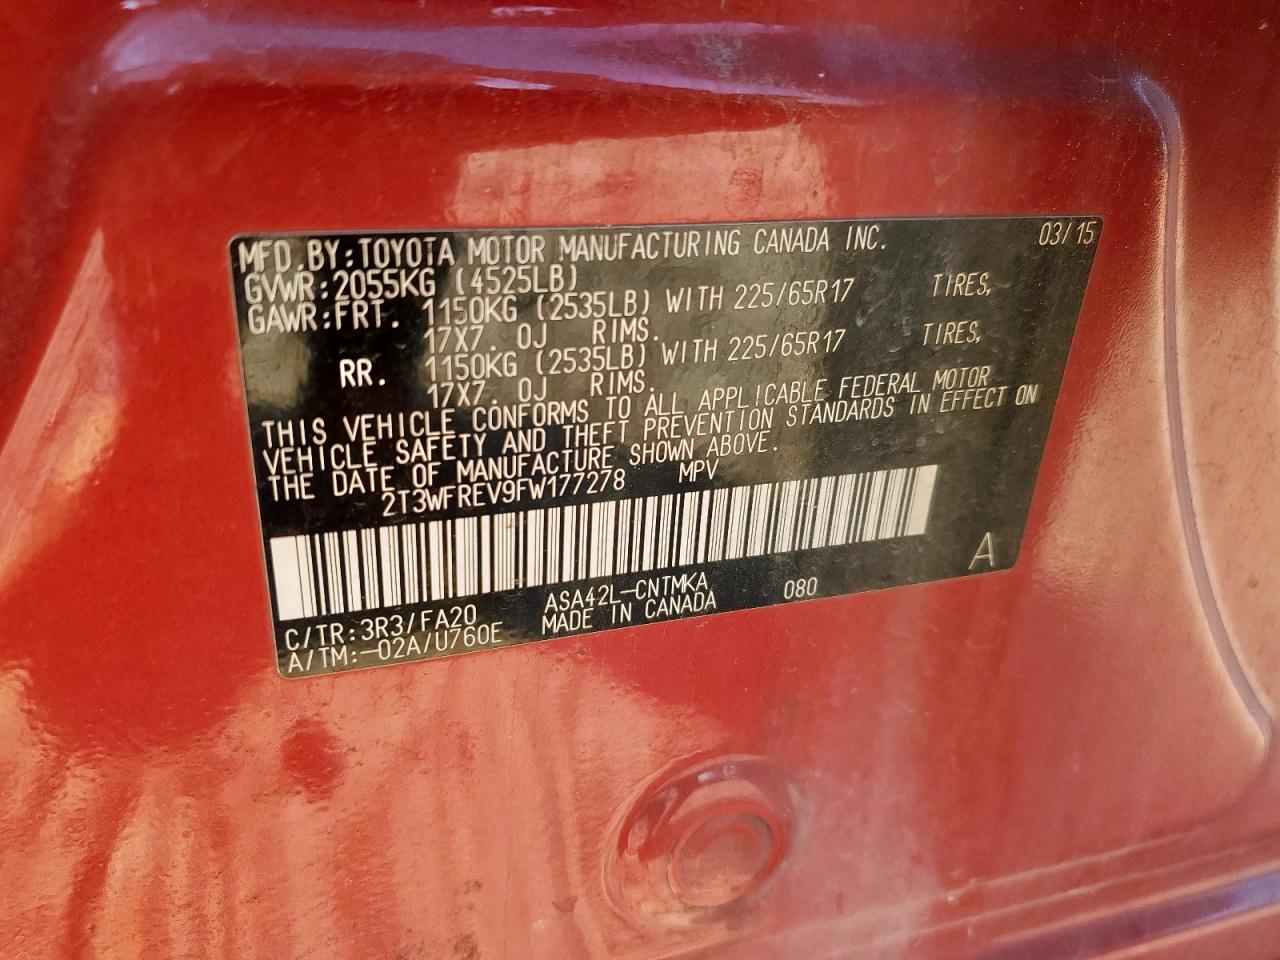 MFD.BY:TOYOTA MOTOR MANUFACTURING CANADA INC. 03/15
GVWR:2055KG (4525LB)
GAWR:FRT. 1150KG (2535LB) WITH 225/65R17 TIRES,
17X7.0J RIMS.
RR. 1150KG (2535LB) WITH 225/65R17 TIRES,
17X7.0J RIMS.
THIS VEHICLE CONFORMS TO ALL APPLICABLE FEDERAL MOTOR
VEHICLE SAFETY AND THEFT PREVENTION STANDARDS IN EFFECT ON
THE DATE OF MANUFACTURE SHOWN ABOVE.
2T3WFREV9FW177278 MPV
A
C/TR:3R3/FA20 ASA42L-CNTMKA 080
A/TM:-02A/U760E MADE IN CANADA